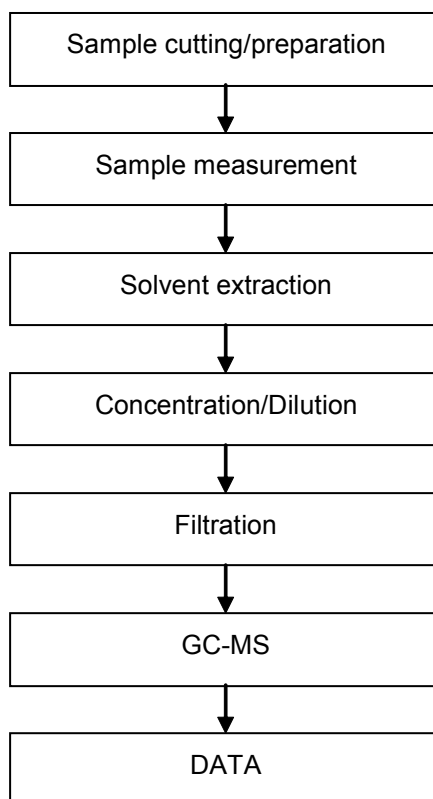 Sample cutting/preparation
Sample measurement
Solvent extraction
Concentration/Dilution
Filtration
GC-MS
DATA